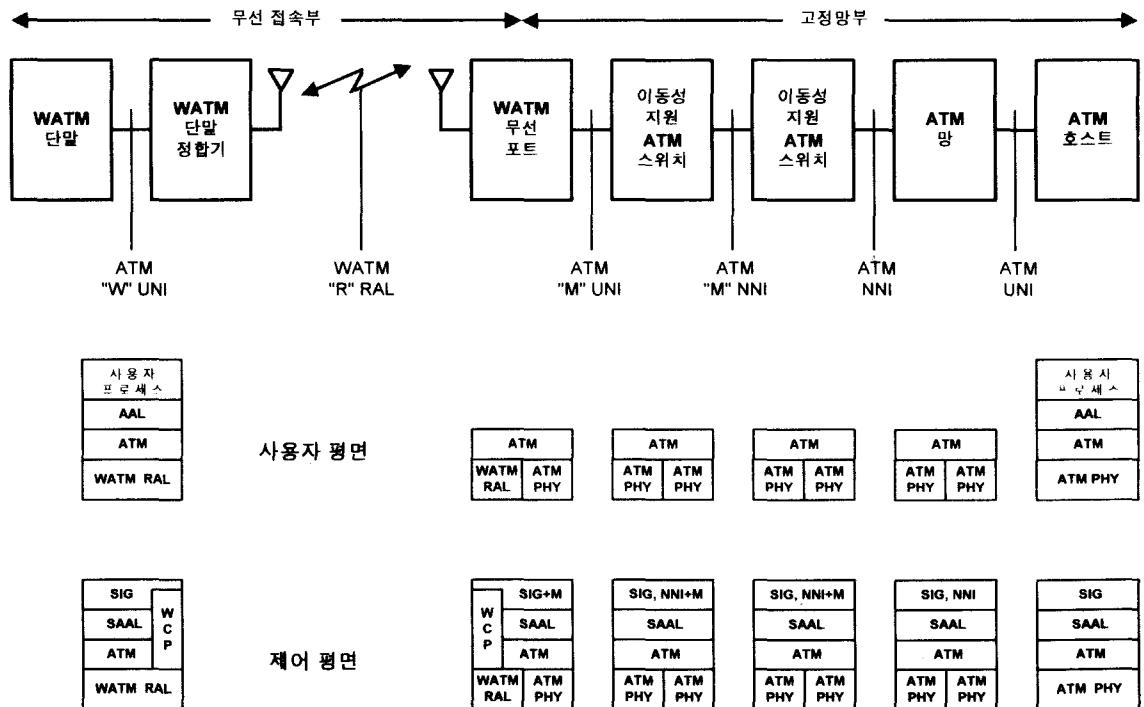 무선 접속부
고정망부
WATM
단말
WATM
단말
정합기
WATM
무선
포트
이동성
지원
ATM
스위치
이동성
지원
ATM
스위치
ATM
망
ATM
호스트
ATM
"W" UNI
WATM
"R" RAL
ATM
"M" UNI
ATM
"M" NNI
ATM
NNI
ATM
UNI
사용자 평면
사용자
프로세스
AAL
ATM
WATM RAL
ATM
WATM
RAL
ATM
PHY
ATM
ATM
PHY
ATM
PHY
ATM
ATM
PHY
ATM
PHY
ATM
ATM
PHY
ATM
PHY
사용자
프로세스
AAL
ATM
ATM PHY
제어 평면
SIG
SAAL
ATM
WCP
WATM RAL
WCP
SIG+M
SAAL
ATM
WATM
RAL
ATM
PHY
SIG, NNI+M
SAAL
ATM
ATM
PHY
ATM
PHY
SIG, NNI+M
SAAL
ATM
ATM
PHY
ATM
PHY
SIG, NNI
SAAL
ATM
ATM
PHY
ATM
PHY
SIG
SAAL
ATM
ATM PHY